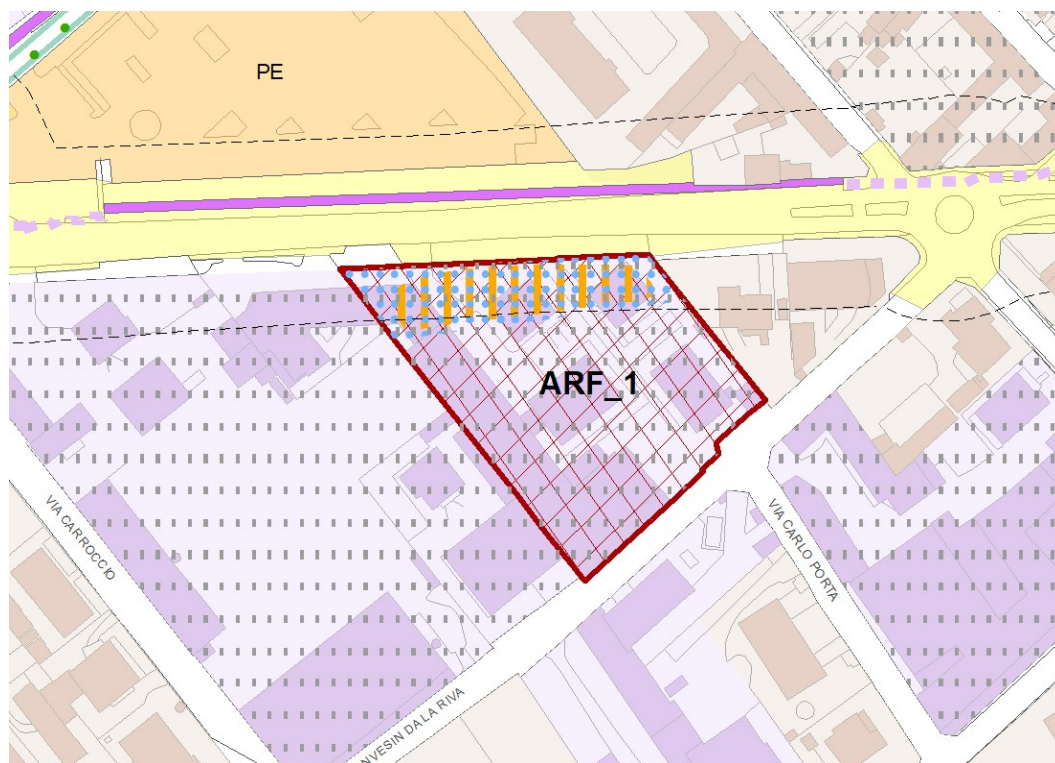 PE
ARF_1
VIA CARROCCIO
VIA CARLO PORTA
NVESIN DA LA RIVA